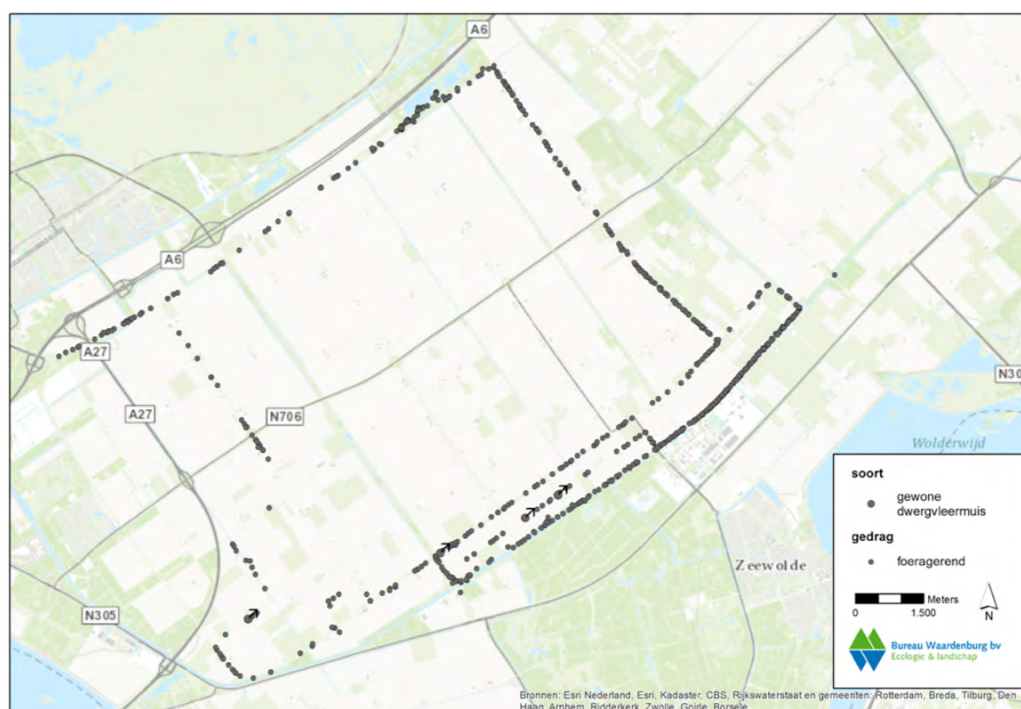 A6
A6
A27
A27
N706
N305
N30
Wolderwijd
Zeewolde
soort
gewone
dwergvleermuis
gedrag
foeragerend
Meters
0 1.500
N
Bureau Waardenburg bv
Ecologie & landschap
Bronnen: Esri Nederland, Esri, Kadaster, CBS, Rijkswaterstaat en gemeenten: Rotterdam, Breda, Tilburg, Den
Haag, Arnhem, Ridderkerk, Zwolle, Goirle, Borsele